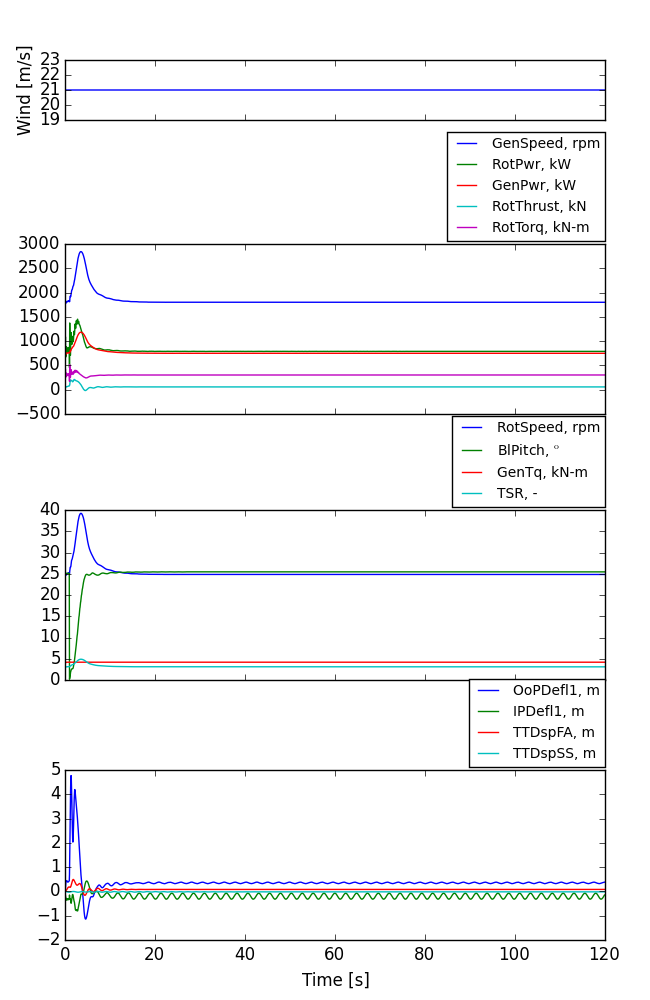 Wind [m/s]
23
22
21
20
19
GenSpeed, rpm
RotPwr, kW
GenPwr, kW
RotThrust, kN
RotTorq, kN-m
3000
2500
2000
1500
1000
500
0
−500
RotSpeed, rpm
BlPitch, °
GenTq, kN-m
TSR, -
40
35
30
25
20
15
10
5
0
OoPDefl1, m
IPDefl1, m
TTDspFA, m
TTDspSS, m
5
4
3
2
1
0
−1
−2
0 20 40 60 80 100 120
Time [s]